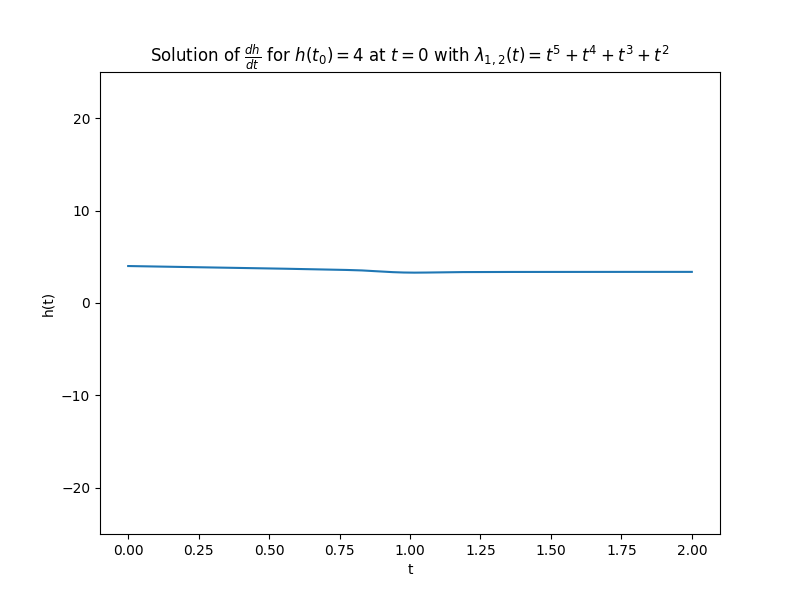 Solution of $\frac{dh}{dt}$ for $h(t_0) = 4$ at $t = 0$ with $\lambda_{1,2}(t) = t^5 + t^4 + t^3 + t^2$
20
10
0
−10
−20
h(t)
0.00 0.25 0.50 0.75 1.00 1.25 1.50 1.75 2.00
t